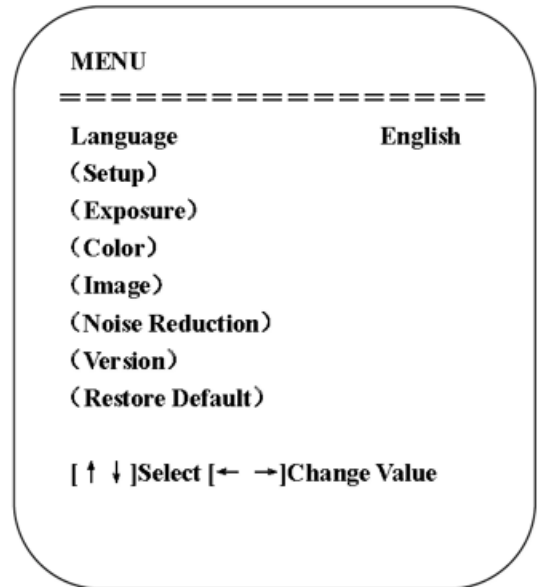 MENU
=================
Language English
（Setup）
（Exposure）
（Color）
（Image）
（Noise Reduction）
（Version）
（Restore Default）
[↑ ↓]Select [← →]Change Value